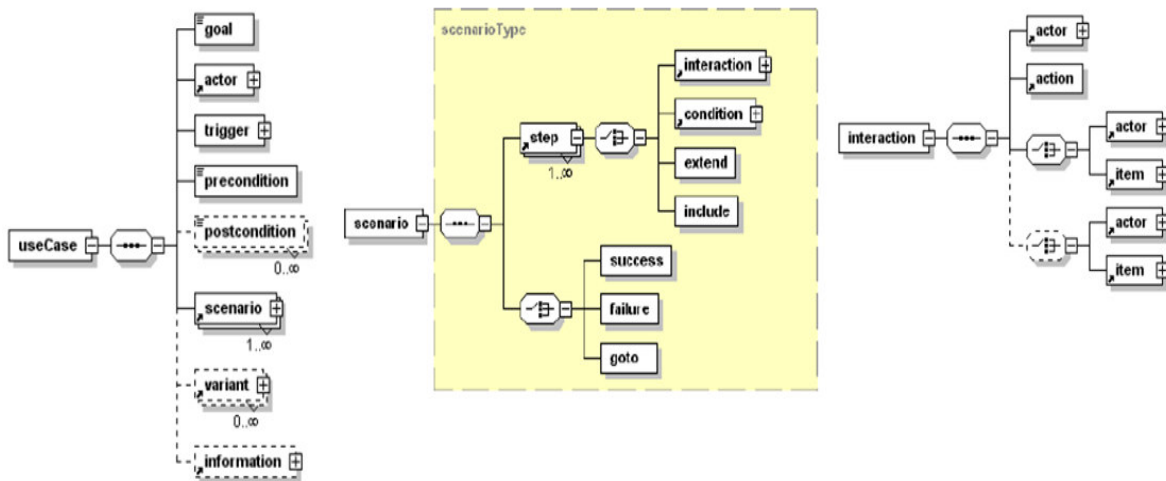 useCase
goal
actor
trigger
precondition
postcondition
0..∞
scenario
1..∞
variant
0..∞
information
scenario
scenarioType
step
1..∞
interaction
condition
extend
include
success
failure
goto
interaction
actor
action
actor
item
actor
item